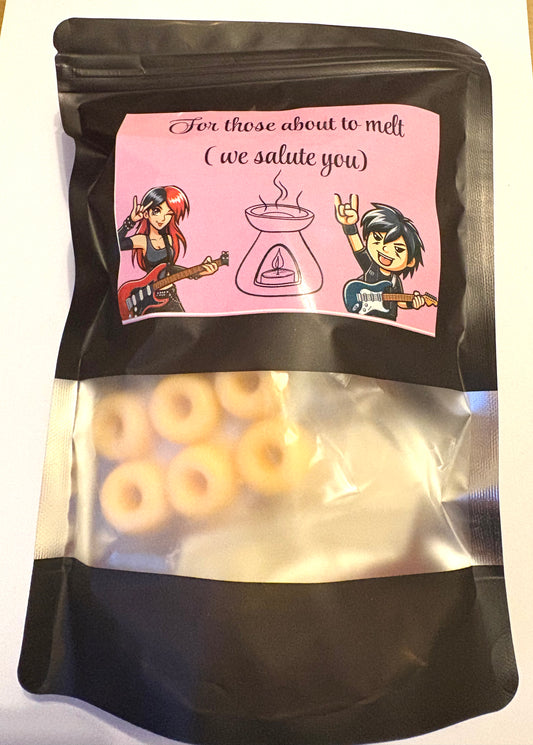 For those about to melt
( we salute you)